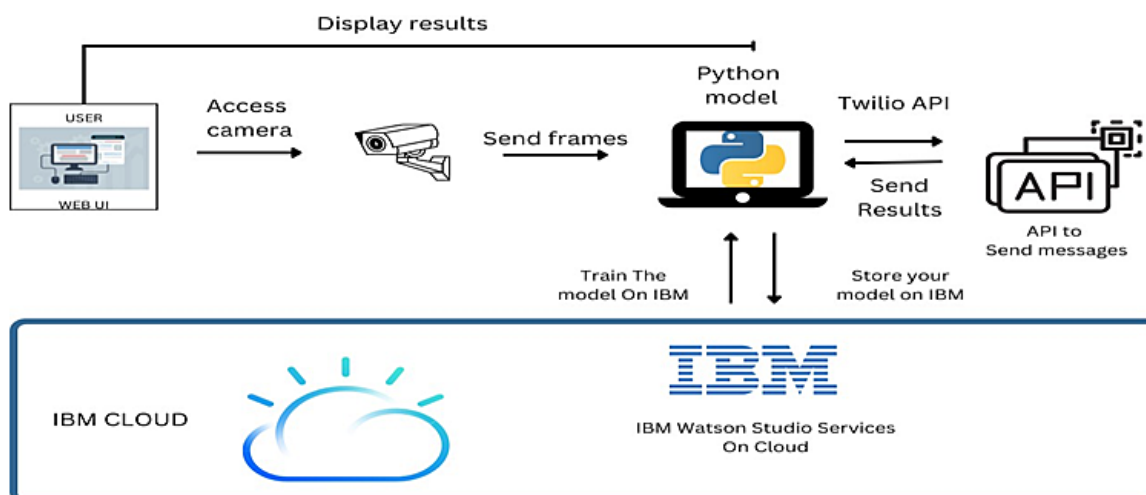 Display results
USER
WEB UI
Access
camera
Send frames
Python
model
Twilio API
Send
Results
API
API to
Send messages
Train The
model On IBM
Store your
model on IBM
IBM CLOUD
IBM
IBM Watson Studio Services
On Cloud